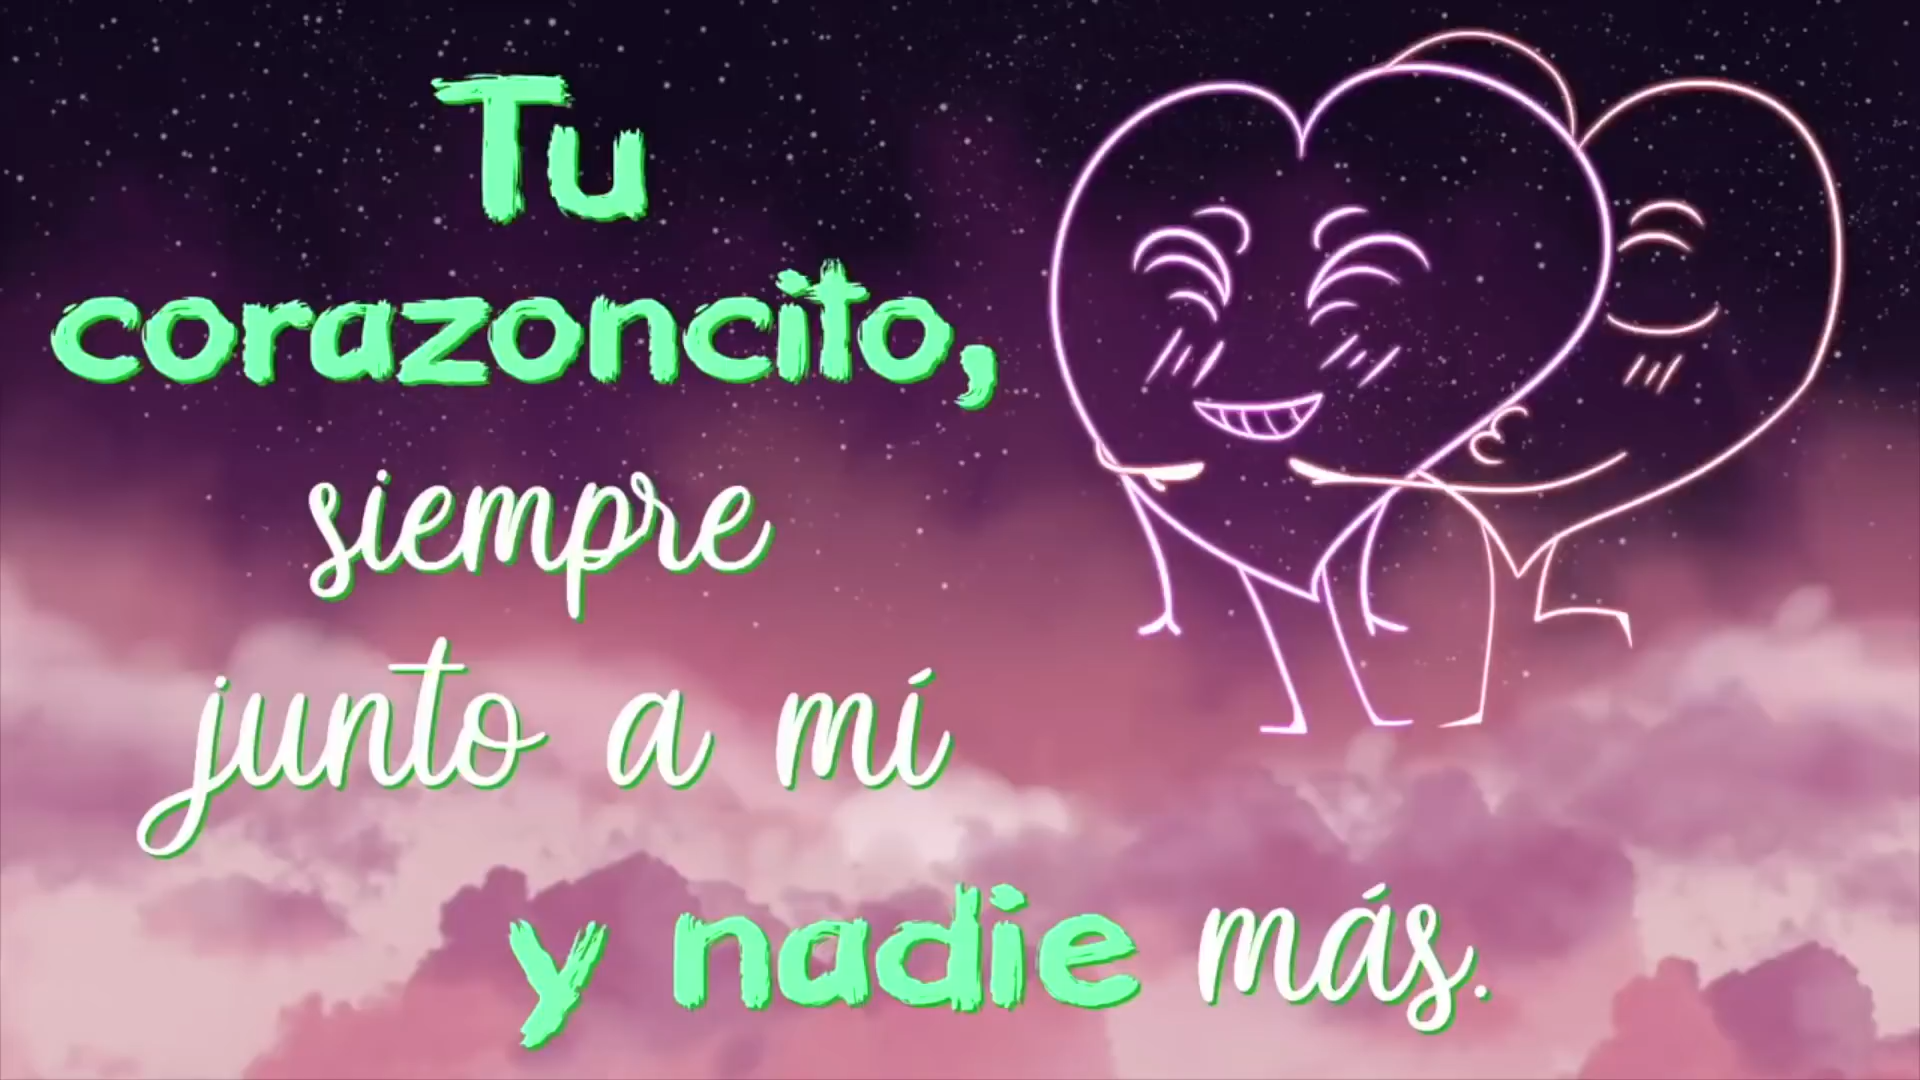 Tu
corazoncito,
siempre
junto a mí
y nadie más.